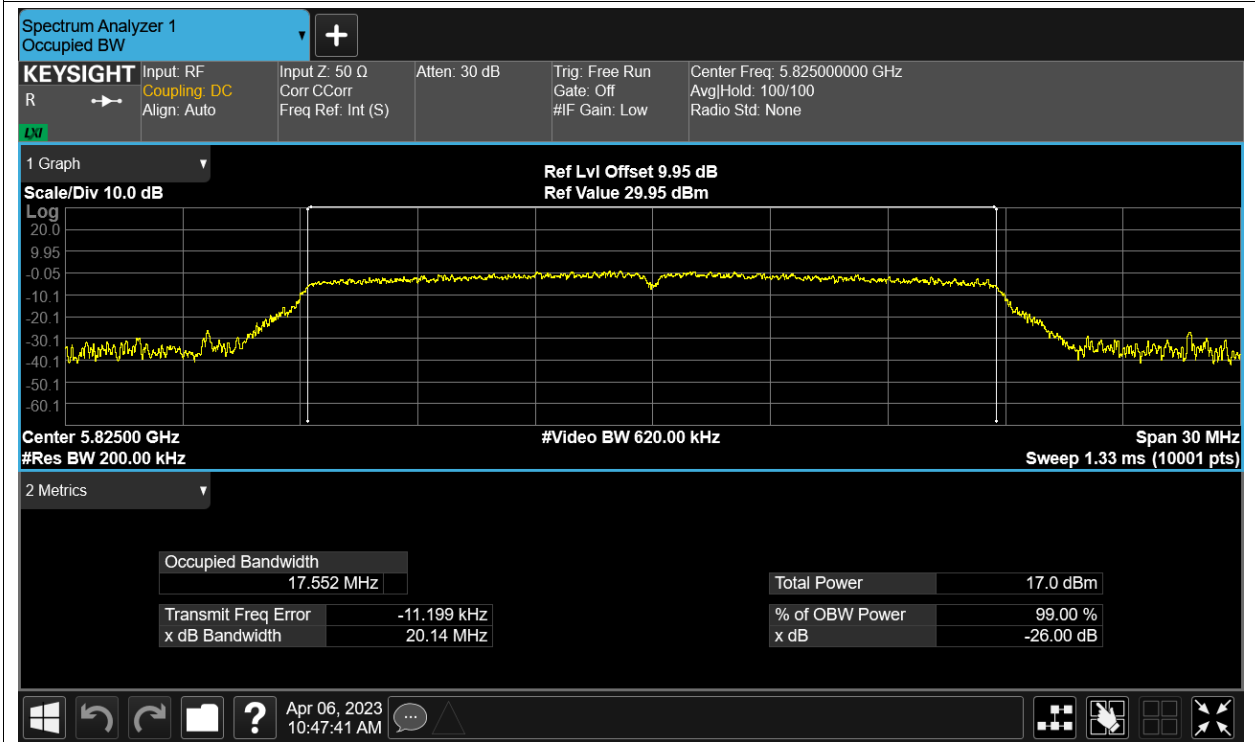 Spectrum Analyzer 1
Occupied BW
KEYSIGHT
R
LXI
Input: RF
Coupling: DC
Align: Auto
Input Z: 50 Ω
Corr CCorr
Freq Ref: Int (S)
Atten: 30 dB
Trig: Free Run
Gate: Off
#IF Gain: Low
Center Freq: 5.825000000 GHz
Avg|Hold: 100/100
Radio Std: None
1 Graph
Scale/Div 10.0 dB
Ref Lvl Offset 9.95 dB
Ref Value 29.95 dBm
Log
20.0
9.95
-0.05
-10.1
-20.1
-30.1
-40.1
-50.1
-60.1
Center 5.82500 GHz
#Video BW 620.00 kHz
Span 30 MHz
#Res BW 200.00 kHz
Sweep 1.33 ms (10001 pts)
2 Metrics
Occupied Bandwidth
17.552 MHz
Total Power 17.0 dBm
Transmit Freq Error -11.199 kHz
% of OBW Power 99.00 %
x dB Bandwidth 20.14 MHz
x dB -26.00 dB
?
Apr 06, 2023
10:47:41 AM